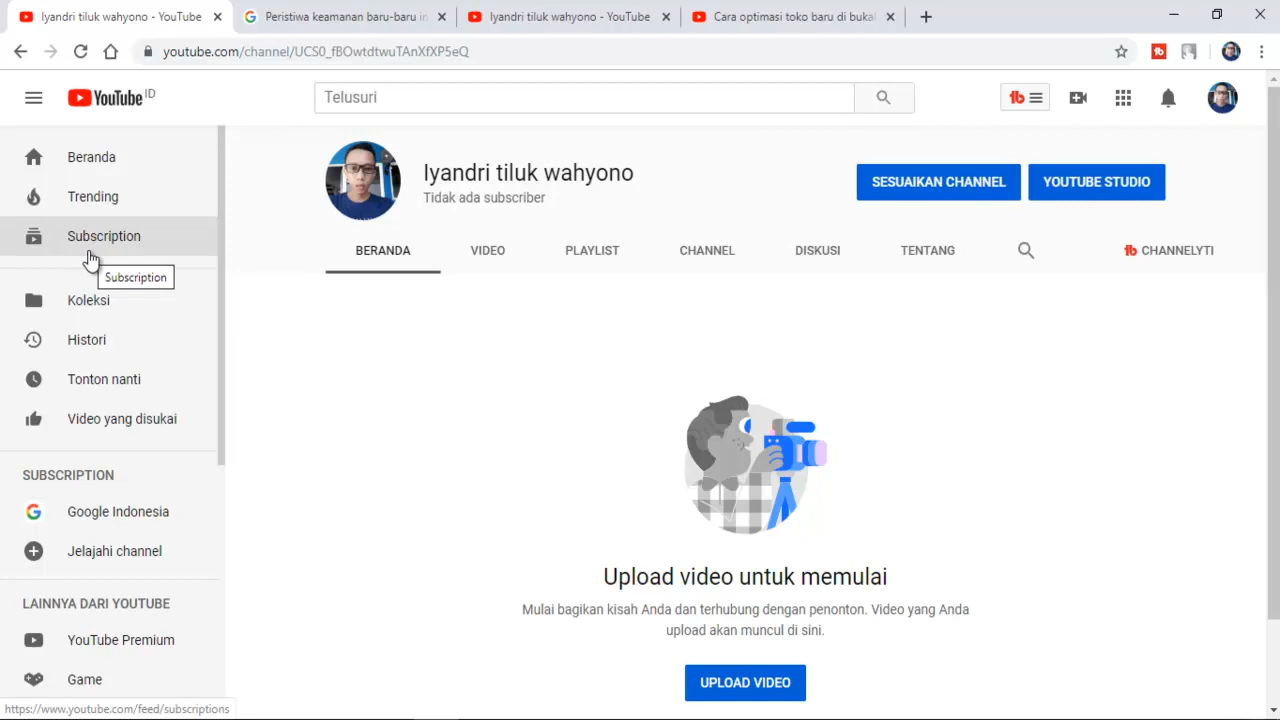 Iyandri tiluk wahyono - YouTube
Peristiwa keamanan baru-baru in
Iyandri tiluk wahyono - YouTube
Cara optimasi toko baru di bukal
youtube.com/channel/UCS0_fBOwtdtwuTAnXfXP5eQ
YouTube ID
Telusuri
Beranda
Trending
Subscription
Subscription
Koleksi
Histori
Tonton nanti
Video yang disukai
SUBSCRIPTION
Google Indonesia
Jelajahi channel
LAINNYA DARI YOUTUBE
YouTube Premium
Game
https://www.youtube.com/feed/subscriptions
Iyandri tiluk wahyono
Tidak ada subscriber
SESUAIKAN CHANNEL
YOUTUBE STUDIO
BERANDA
VIDEO
PLAYLIST
CHANNEL
DISKUSI
TENTANG
CHANNELYTI
Upload video untuk memulai
Mulai bagikan kisah Anda dan terhubung dengan penonton. Video yang Anda
upload akan muncul di sini.
UPLOAD VIDEO